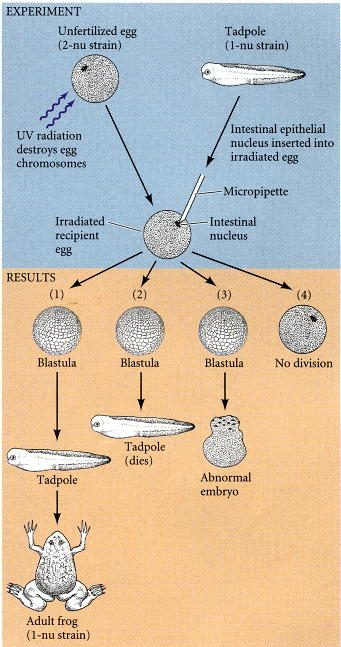 EXPERIMENT
Unfertilized egg
(2-nu strain)
Tadpole
(1-nu strain)
UV radiation
destroys egg
chromosomes
Intestinal epithelial
nucleus inserted into
irradiated egg
Micropipette
Irradiated
recipient
egg
Intestinal
nucleus
RESULTS
(1)
(2)
(3)
(4)
Blastula
Blastula
Blastula
No division
Tadpole
Tadpole
(dies)
Abnormal
embryo
Adult frog
(1-nu strain)